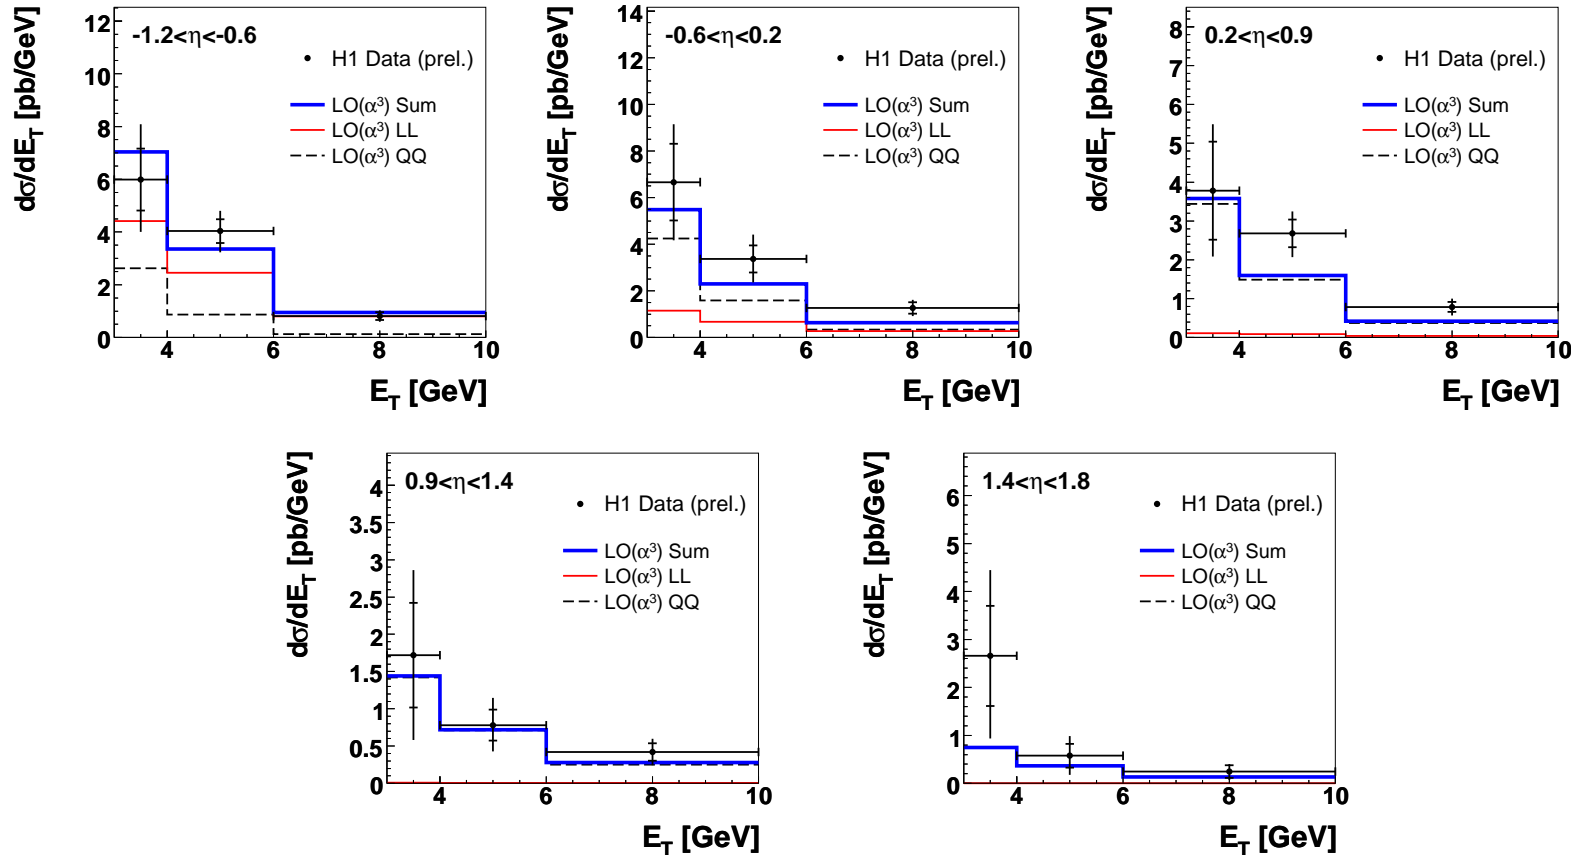 -1.2<η<-0.6
H1 Data (prel.)
LO(α³) Sum
LO(α³) LL
LO(α³) QQ
dσ/dE_T [pb/GeV]
12
10
8
6
4
2
0
4 6 8 10
E_T [GeV]
-0.6<η<0.2
H1 Data (prel.)
LO(α³) Sum
LO(α³) LL
LO(α³) QQ
dσ/dE_T [pb/GeV]
14
12
10
8
6
4
2
0
4 6 8 10
E_T [GeV]
0.2<η<0.9
H1 Data (prel.)
LO(α³) Sum
LO(α³) LL
LO(α³) QQ
dσ/dE_T [pb/GeV]
8
7
6
5
4
3
2
1
0
4 6 8 10
E_T [GeV]
0.9<η<1.4
H1 Data (prel.)
LO(α³) Sum
LO(α³) LL
LO(α³) QQ
dσ/dE_T [pb/GeV]
4
3.5
3
2.5
2
1.5
1
0.5
0
4 6 8 10
E_T [GeV]
1.4<η<1.8
H1 Data (prel.)
LO(α³) Sum
LO(α³) LL
LO(α³) QQ
dσ/dE_T [pb/GeV]
6
5
4
3
2
1
0
4 6 8 10
E_T [GeV]